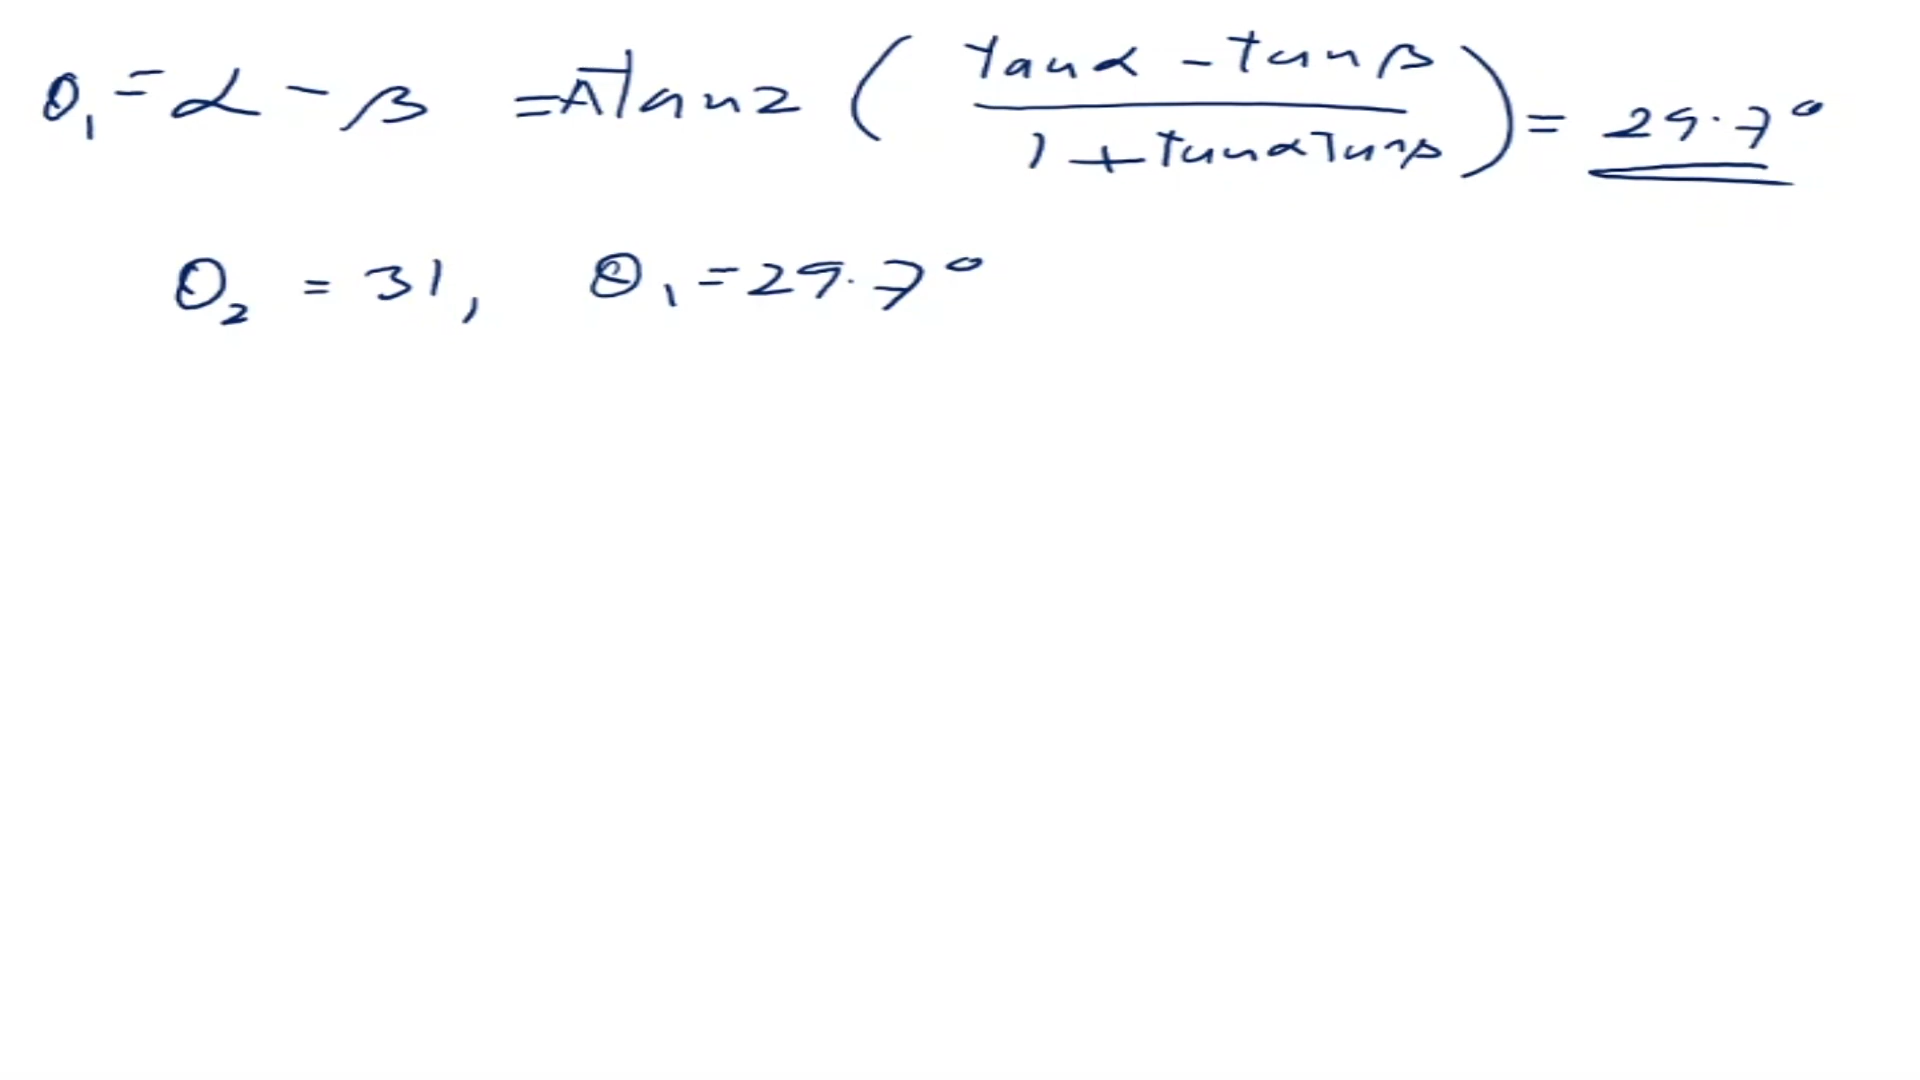 θ₁ = α - β = Atan2 ( (tanα - tanβ) / (1 + tanα tanβ) ) = 29.7°
θ₂ = 31, θ₁ = 29.7°